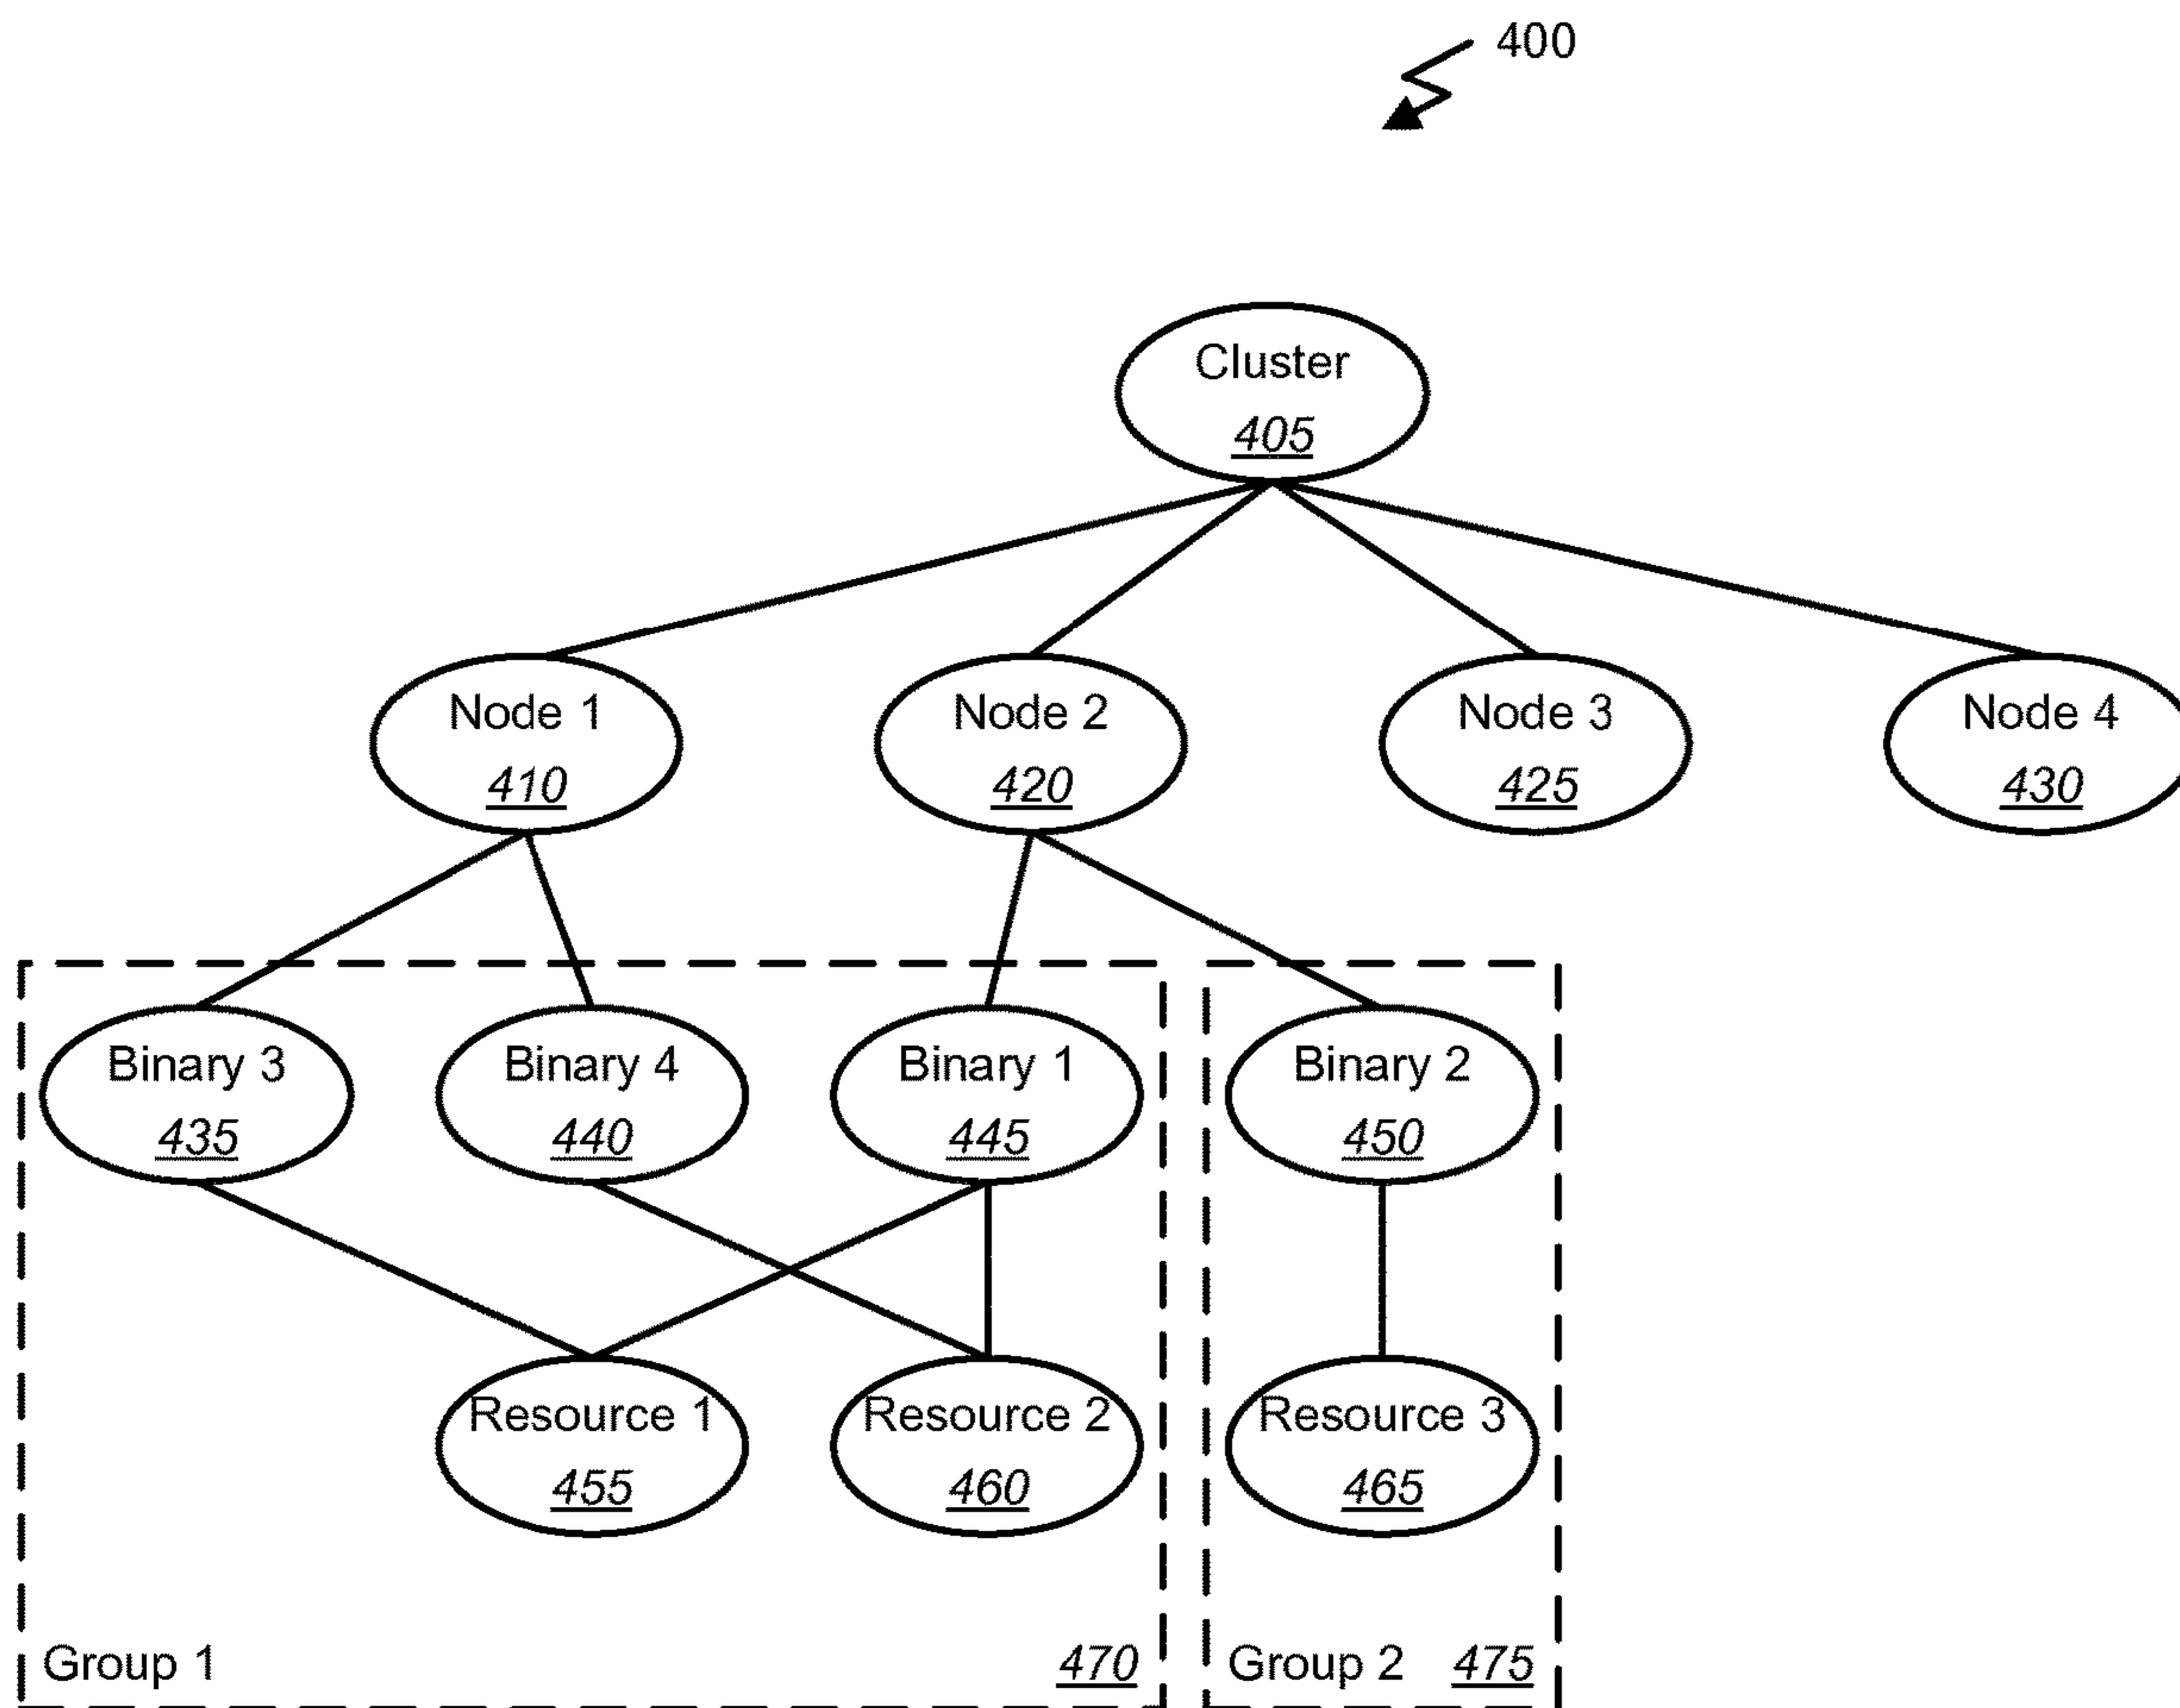 400
Cluster
405
Node 1
410
Node 2
420
Node 3
425
Node 4
430
Binary 3
435
Binary 4
440
Binary 1
445
Binary 2
450
Resource 1
455
Resource 2
460
Resource 3
465
Group 1
470
Group 2
475